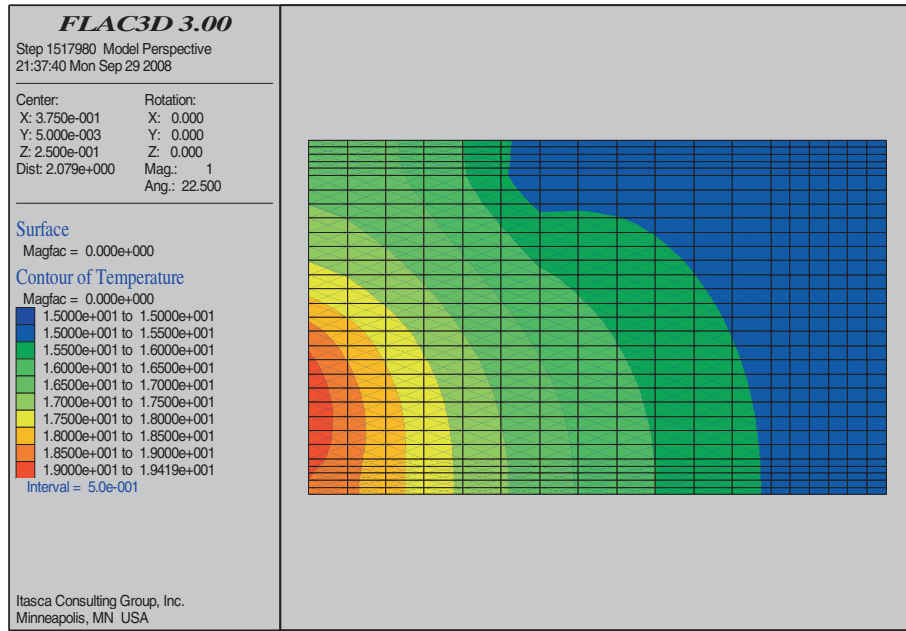 FLAC3D 3.00
Step 1517980 Model Perspective
21:37:40 Mon Sep 29 2008
Center: Rotation:
X: 3.750e-001 X: 0.000
Y: 5.000e-003 Y: 0.000
Z: 2.500e-001 Z: 0.000
Dist: 2.079e+000 Mag.: 1
Ang.: 22.500
Surface
Magfac = 0.000e+000
Contour of Temperature
Magfac = 0.000e+000
1.5000e+001 to 1.5000e+001
1.5000e+001 to 1.5500e+001
1.5500e+001 to 1.6000e+001
1.6000e+001 to 1.6500e+001
1.6500e+001 to 1.7000e+001
1.7000e+001 to 1.7500e+001
1.7500e+001 to 1.8000e+001
1.8000e+001 to 1.8500e+001
1.8500e+001 to 1.9000e+001
1.9000e+001 to 1.9419e+001
Interval = 5.0e-001
Itasca Consulting Group, Inc.
Minneapolis, MN USA